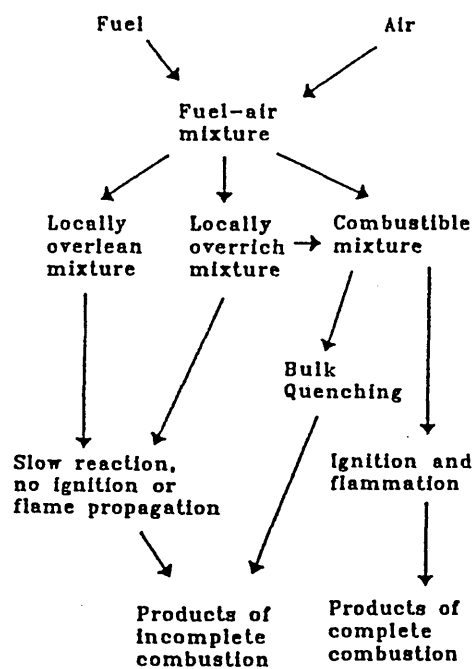 Fuel
Air
Fuel-air
mixture
Locally
overlean
mixture
Locally
overrich
mixture
Combustible
mixture
Bulk
Quenching
Slow reaction,
no ignition or
flame propagation
Ignition and
flammation
Products of
incomplete
combustion
Products of
complete
combustion